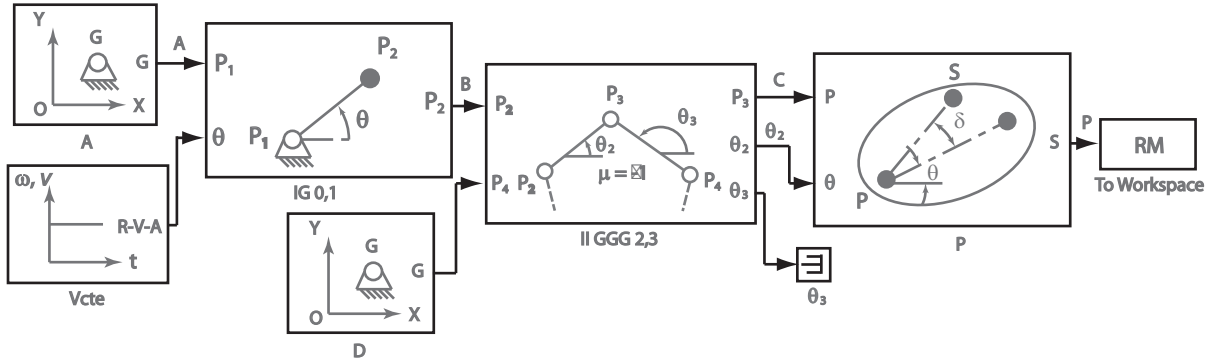 Y
G
G
O
X
A
A
ω, V
R-V-A
t
Vcte
P1
θ
P2
P1
θ
P2
IG 0,1
B
Y
G
G
O
X
D
P2
P4
P3
θ2
θ3
P2
P4
μ =
P3
θ2
θ3
II GGG 2,3
C
θ2
θ3
P
θ
S
δ
θ
P
S
P
P
RM
To Workspace